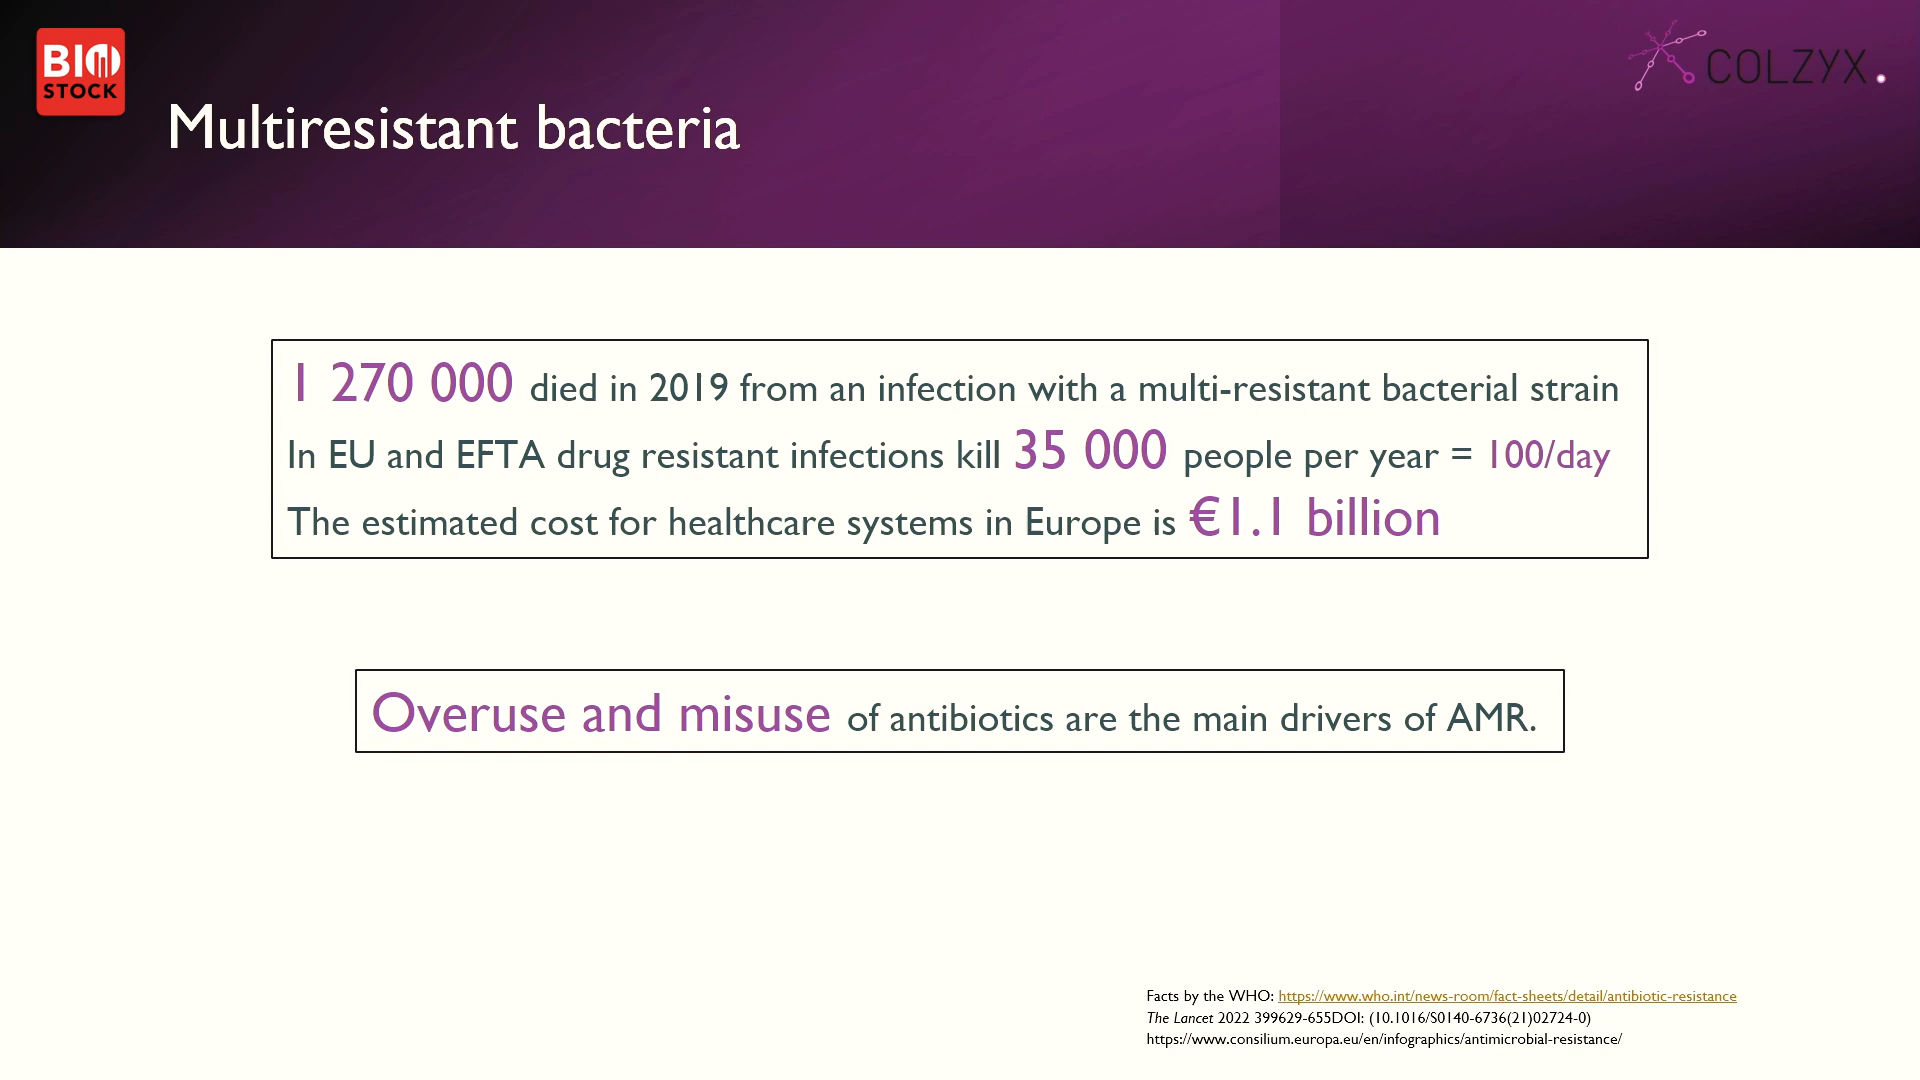 BIO
STOCK
COLZYX.
Multiresistant bacteria
1 270 000 died in 2019 from an infection with a multi-resistant bacterial strain
In EU and EFTA drug resistant infections kill 35 000 people per year = 100/day
The estimated cost for healthcare systems in Europe is €1.1 billion
Overuse and misuse of antibiotics are the main drivers of AMR.
Facts by the WHO: https://www.who.int/news-room/fact-sheets/detail/antibiotic-resistance
The Lancet 2022 399629-655DOI: (10.1016/S0140-6736(21)02724-0)
https://www.consilium.europa.eu/en/infographics/antimicrobial-resistance/